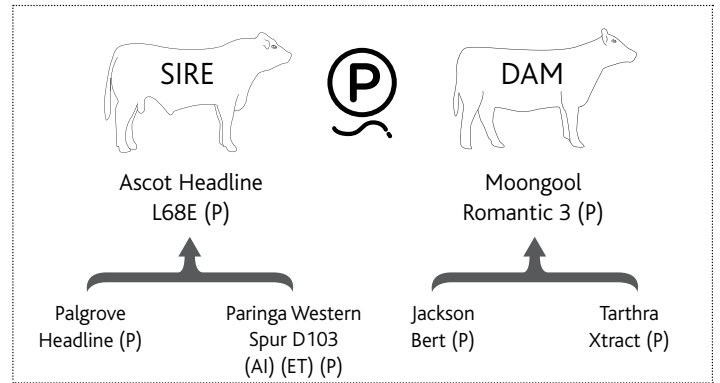 SIRE
P
DAM
Ascot Headline
L68E (P)
Moongool
Romantic 3 (P)
Palgrove
Headline (P)
Paringa Western
Spur D103
(AI) (ET) (P)
Jackson
Bert (P)
Tarthra
Xtract (P)